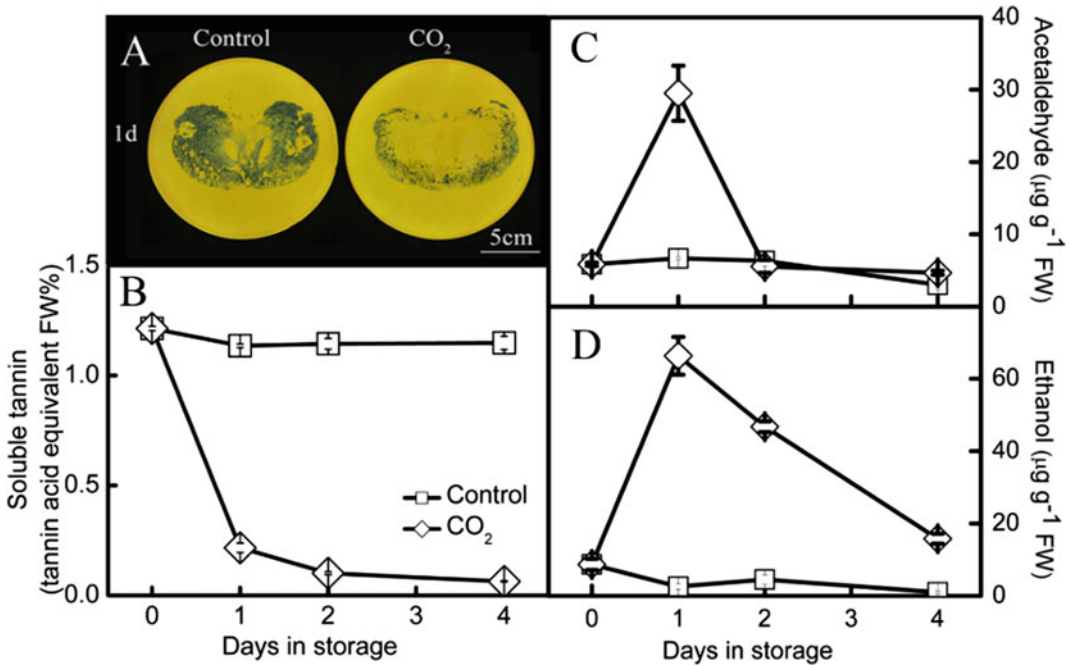 A
Control
CO2
1d
5cm
B
1.5
1.0
0.5
0.0
Soluble tannin
(tannin acid equivalent FW%)
Control
CO2
0 1 2 3 4
Days in storage
C
40
30
20
10
0
Acetaldehyde (μg g-1 FW)
D
60
40
20
0
Ethanol (μg g-1 FW)
0 1 2 3 4
Days in storage